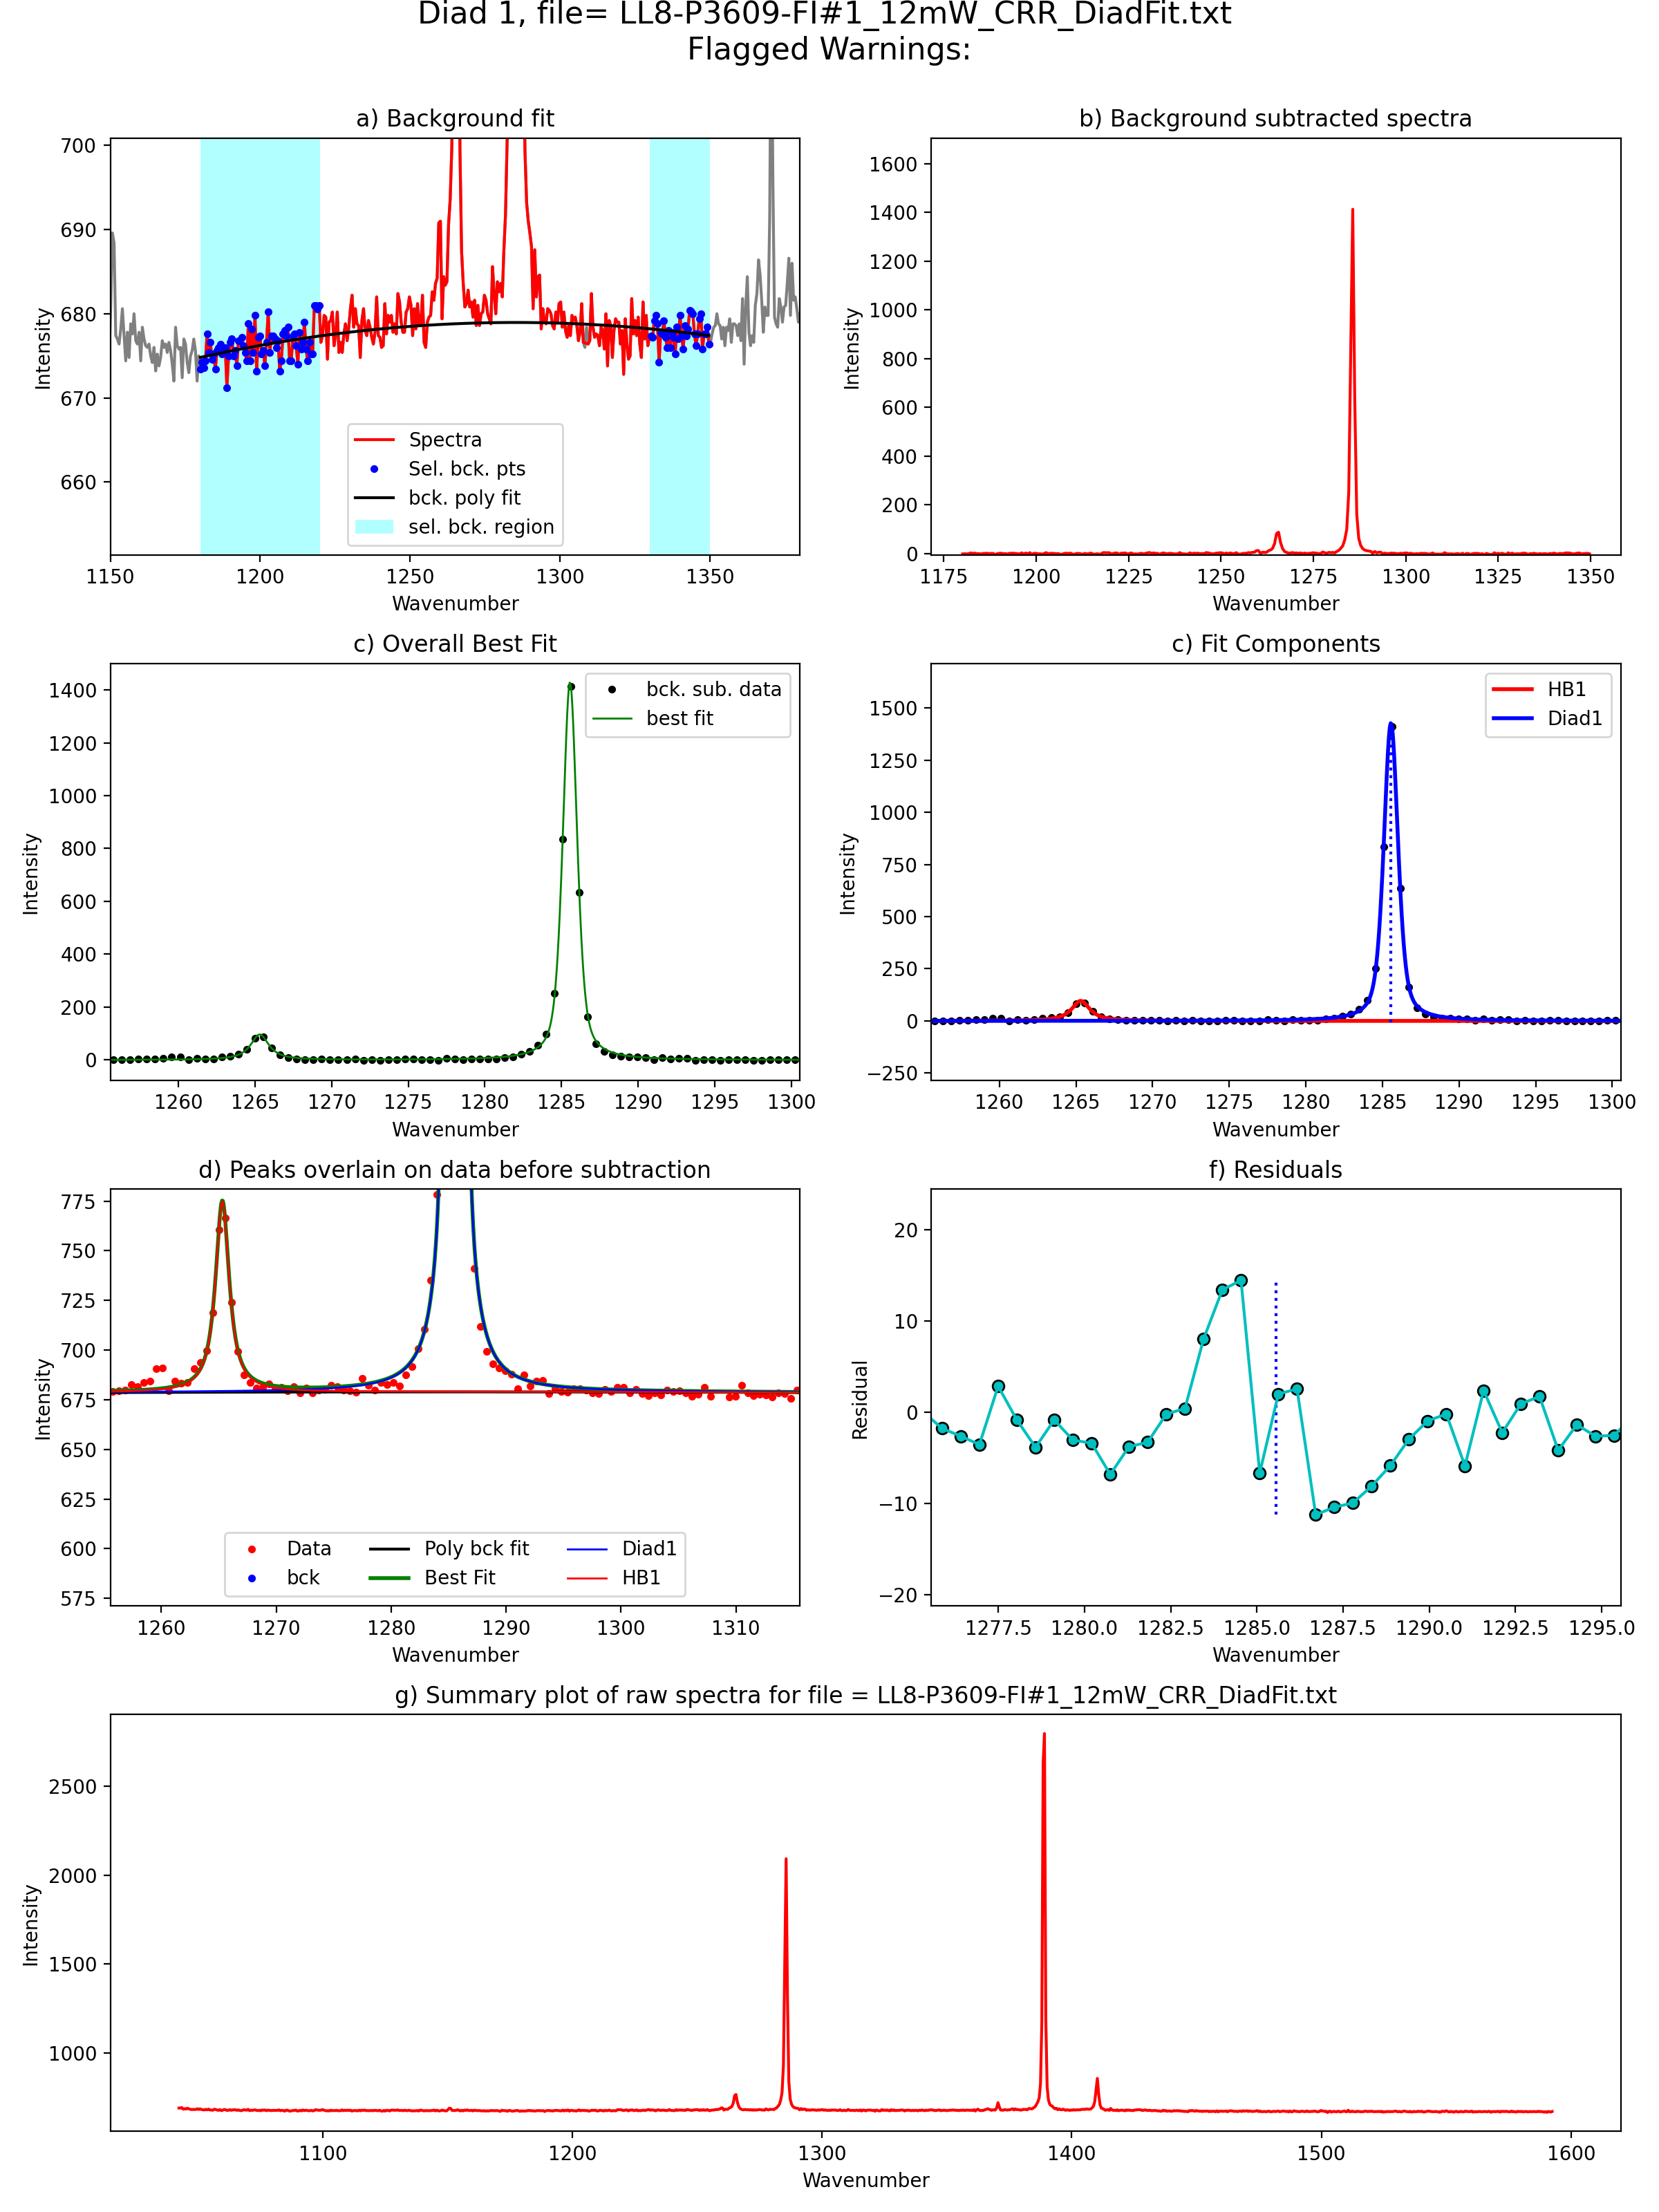 Diad 1, file= LL8-P3609-FI#1_12mW_CRR_DiadFit.txt
Flagged Warnings:
a) Background fit
700
690
680
670
660
Intensity
Spectra
Sel. bck. pts
bck. poly fit
sel. bck. region
1150 1200 1250 1300 1350
Wavenumber
b) Background subtracted spectra
1600
1400
1200
1000
800
600
400
200
0
Intensity
1175 1200 1225 1250 1275 1300 1325 1350
Wavenumber
c) Overall Best Fit
1400
1200
1000
800
600
400
200
0
Intensity
bck. sub. data
best fit
1260 1265 1270 1275 1280 1285 1290 1295 1300
Wavenumber
c) Fit Components
1500
1250
1000
750
500
250
0
−250
Intensity
HB1
Diad1
1260 1265 1270 1275 1280 1285 1290 1295 1300
Wavenumber
d) Peaks overlain on data before subtraction
775
750
725
700
675
650
625
600
575
Intensity
Data Poly bck fit Diad1
bck Best Fit HB1
1260 1270 1280 1290 1300 1310
Wavenumber
f) Residuals
20
10
0
−10
−20
Residual
1277.5 1280.0 1282.5 1285.0 1287.5 1290.0 1292.5 1295.0
Wavenumber
g) Summary plot of raw spectra for file = LL8-P3609-FI#1_12mW_CRR_DiadFit.txt
2500
2000
1500
1000
Intensity
1100 1200 1300 1400 1500 1600
Wavenumber